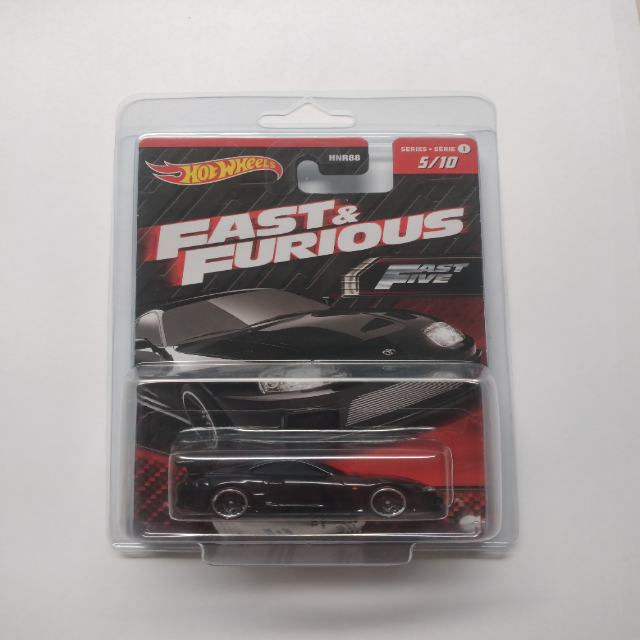 HOT WHEELS
HNR88
SERIES • SÉRIE 1
5/10
FAST &
FURIOUS
FAST
FIVE